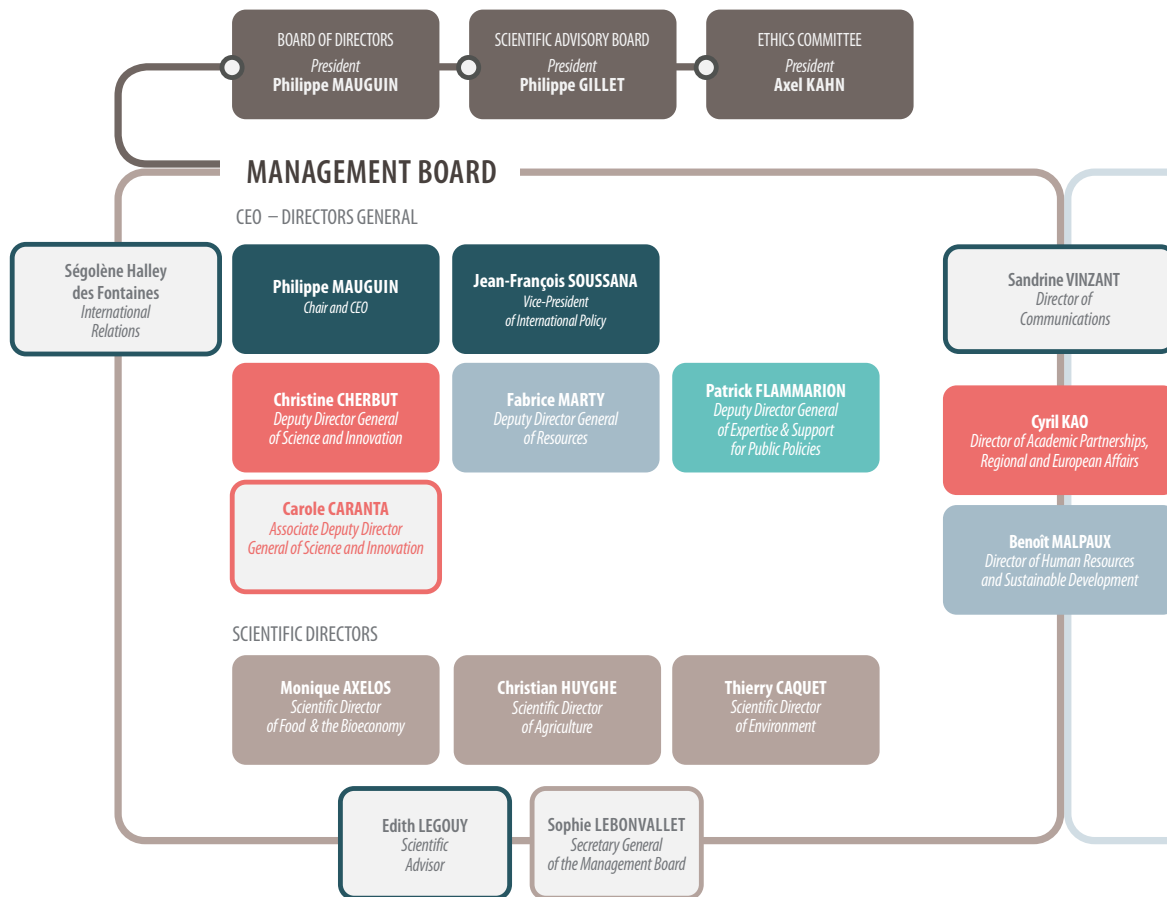 BOARD OF DIRECTORS
President
Philippe MAUGUIN
SCIENTIFIC ADVISORY BOARD
President
Philippe GILLET
ETHICS COMMITTEE
President
Axel KAHN
MANAGEMENT BOARD
CEO – DIRECTORS GENERAL
Ségolène Halley
des Fontaines
International
Relations
Philippe MAUGUIN
Chair and CEO
Jean-François SOUSSANA
Vice-President
of International Policy
Sandrine VINZANT
Director of
Communications
Christine CHERBUT
Deputy Director General
of Science and Innovation
Fabrice MARTY
Deputy Director General
of Resources
Patrick FLAMMARION
Deputy Director General
of Expertise & Support
for Public Policies
Cyril KAO
Director of Academic Partnerships,
Regional and European Affairs
Carole CARANTA
Associate Deputy Director
General of Science and Innovation
Benoît MALPAUX
Director of Human Resources
and Sustainable Development
SCIENTIFIC DIRECTORS
Monique AXELOS
Scientific Director
of Food & the Bioeconomy
Christian HUYGHE
Scientific Director
of Agriculture
Thierry CAQUET
Scientific Director
of Environment
Edith LEGOUY
Scientific
Advisor
Sophie LEBONVALLET
Secretary General
of the Management Board